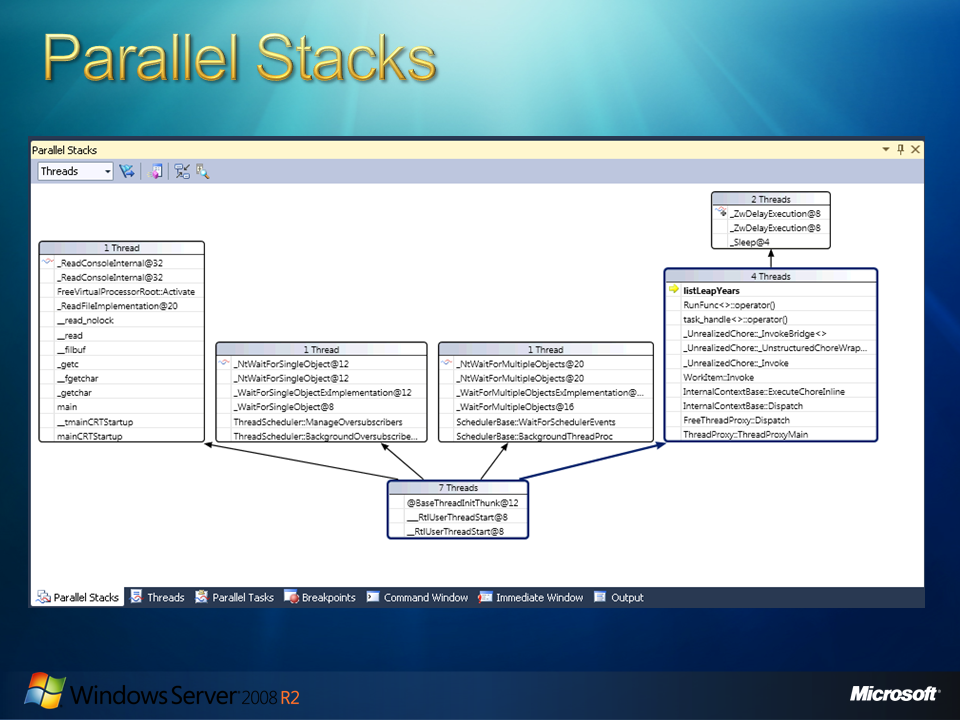 Parallel Stacks
Parallel Stacks
Threads
2 Threads
_ZwDelayExecution@8
_ZwDelayExecution@8
_Sleep@4
1 Thread
_ReadConsoleInternal@32
_ReadConsoleInternal@32
FreeVirtualProcessorRoot::Activate
_ReadFileImplementation@20
__read_nolock
__read
__filbuf
_getc
__fgetchar
_getchar
main
__tmainCRTStartup
mainCRTStartup
1 Thread
_NtWaitForSingleObject@12
_NtWaitForSingleObject@12
_WaitForSingleObjectExImplementation@12
_WaitForSingleObject@8
ThreadScheduler::ManageOversubscribers
ThreadScheduler::BackgroundOversubscribe...
1 Thread
_NtWaitForMultipleObjects@20
_NtWaitForMultipleObjects@20
_WaitForMultipleObjectsExImplementation@...
_WaitForMultipleObjects@16
SchedulerBase::WaitForSchedulerEvents
SchedulerBase::BackgroundThreadProc
4 Threads
listLeapYears
RunFunc<>::operator()
task_handle<>::operator()
_UnrealizedChore::_InvokeBridge<>
_UnrealizedChore::_UnstructuredChoreWrap...
_UnrealizedChore::_Invoke
WorkItem::Invoke
InternalContextBase::ExecuteChoreInline
InternalContextBase::Dispatch
FreeThreadProxy::Dispatch
ThreadProxy::ThreadProxyMain
7 Threads
@BaseThreadInitThunk@12
___RtlUserThreadStart@8
__RtlUserThreadStart@8
Parallel Stacks Threads Parallel Tasks Breakpoints Command Window Immediate Window Output
Windows Server 2008 R2
Microsoft